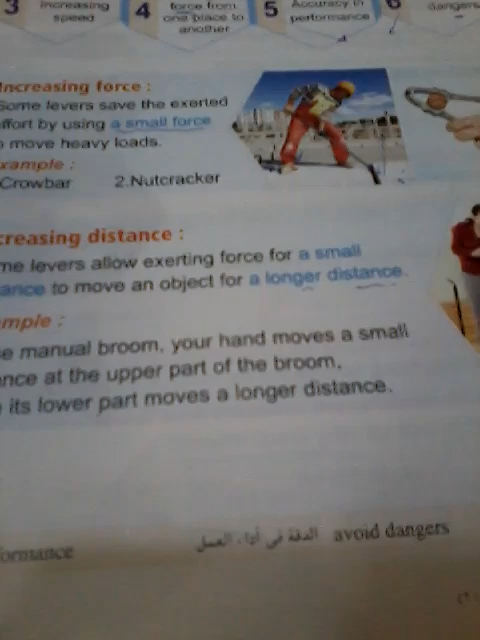 3 Increasing speed
4 force from one place to another
5 Accuracy in performance
6 dangers
Increasing force :
Some levers save the exerted
effort by using a small force
o move heavy loads.
xample :
Crowbar 2.Nutcracker
creasing distance :
me levers allow exerting force for a small
ance to move an object for a longer distance.
mple :
e manual broom, your hand moves a small
nce at the upper part of the broom,
its lower part moves a longer distance.
formance الدقة فى أداء العمل avoid dangers